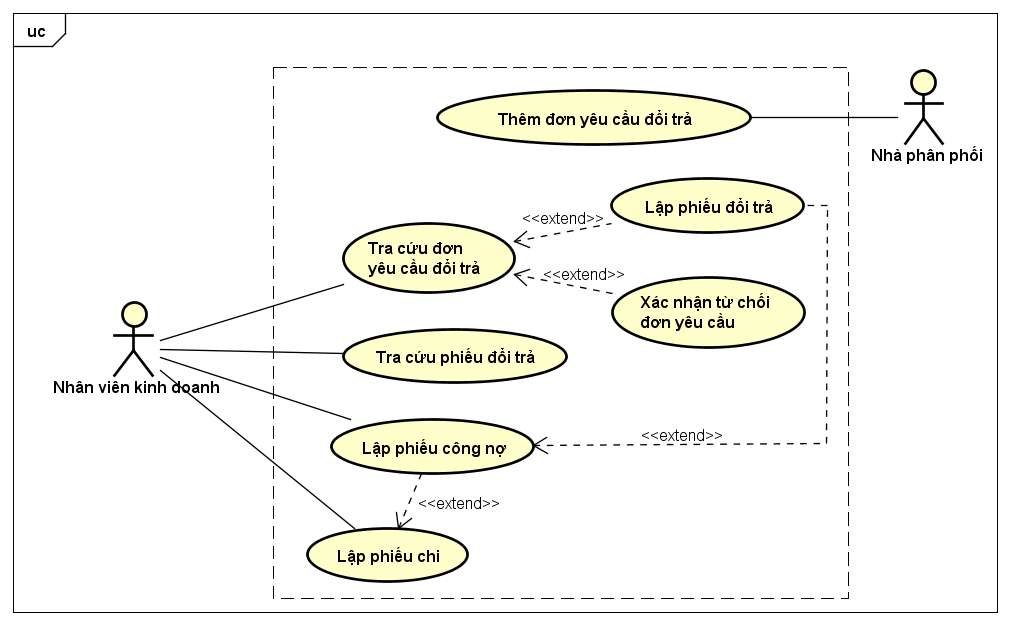 uc
Thêm đơn yêu cầu đổi trả
Nhà phân phối
Lập phiếu đổi trả
<<extend>>
Tra cứu đơn
yêu cầu đổi trả
<<extend>>
Xác nhận từ chối
đơn yêu cầu
Tra cứu phiếu đổi trả
Nhân viên kinh doanh
<<extend>>
Lập phiếu công nợ
<<extend>>
Lập phiếu chi